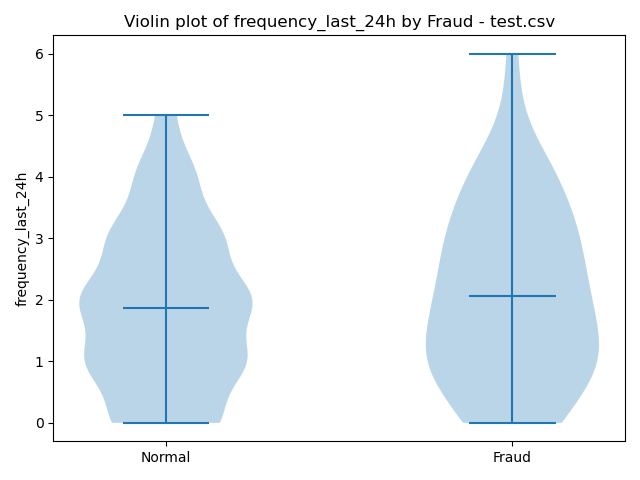 Violin plot of frequency_last_24h by Fraud - test.csv
frequency_last_24h
6
5
4
3
2
1
0
Normal
Fraud